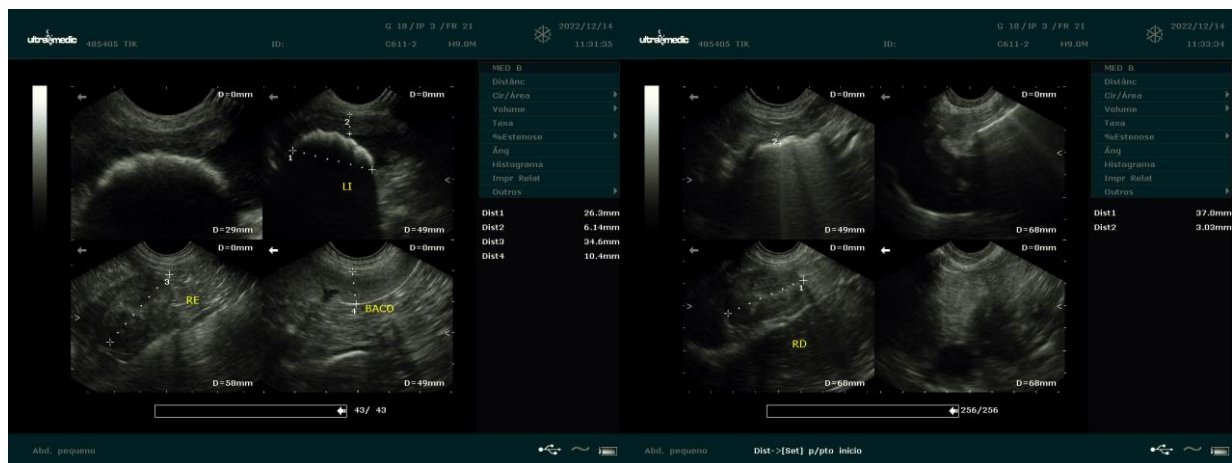 G 18/IP 3 /FR 21
2022/12/14
ultramedic
485405 TIK
ID:
C611-2
H9.0M
11:31:35
D=0mm
D=0mm
2
1
LI
D=29mm
D=49mm
D=0mm
D=0mm
3
RE
4
BACO
D=58mm
D=49mm
43/ 43
MED B
Distânc
Cir/Área
Volume
Taxa
%Estenose
Âng
Histograma
Impr Relat
Outros
Dist1 26.3mm
Dist2 6.14mm
Dist3 34.6mm
Dist4 10.4mm
Abd. pequeno
G 18/IP 3 /FR 21
2022/12/14
ultramedic
485405 TIK
ID:
C611-2
H9.0M
11:33:34
D=0mm
D=0mm
2
D=49mm
D=68mm
D=0mm
D=0mm
1
RD
D=68mm
D=68mm
256/256
MED B
Distânc
Cir/Área
Volume
Taxa
%Estenose
Âng
Histograma
Impr Relat
Outros
Dist1 37.0mm
Dist2 3.03mm
Abd. pequeno
Dist->[Set] p/pto inicio